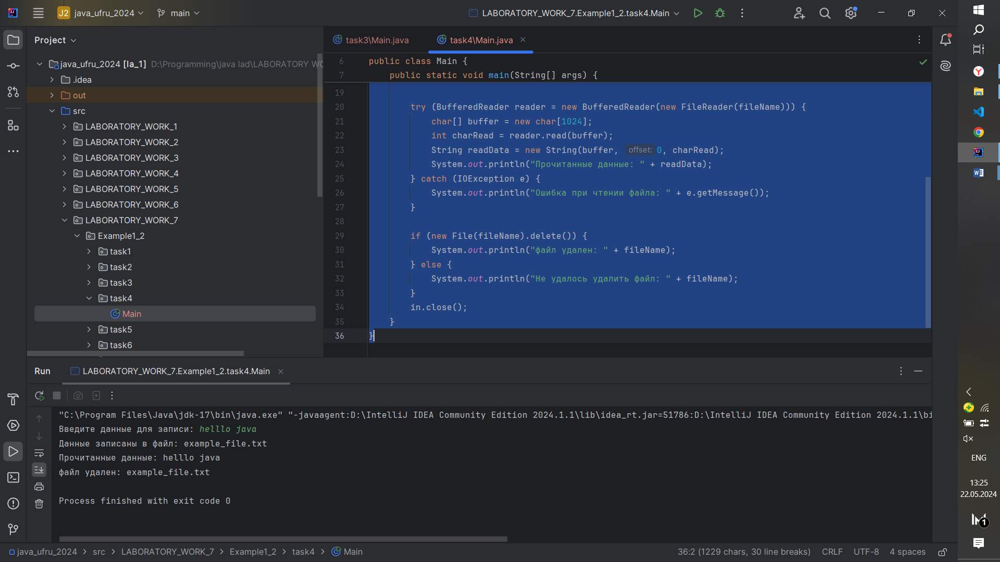 J2 java_ufru_2024 main LABORATORY_WORK_7.Example1_2.task4.Main
Project
java_ufru_2024 [la_1] D:\Programming\java lad\LABORATORY WO
.idea
out
src
LABORATORY_WORK_1
LABORATORY_WORK_2
LABORATORY_WORK_3
LABORATORY_WORK_4
LABORATORY_WORK_5
LABORATORY_WORK_6
LABORATORY_WORK_7
Example1_2
task1
task2
task3
task4
Main
task5
task6
task3\Main.java task4\Main.java
6 public class Main {
7 public static void main(String[] args) {
19
20 try (BufferedReader reader = new BufferedReader(new FileReader(fileName))) {
21 char[] buffer = new char[1024];
22 int charRead = reader.read(buffer);
23 String readData = new String(buffer, offset: 0, charRead);
24 System.out.println("Прочитанные данные: " + readData);
25 } catch (IOException e) {
26 System.out.println("Ошибка при чтении файла: " + e.getMessage());
27 }
28
29 if (new File(fileName).delete()) {
30 System.out.println("файл удален: " + fileName);
31 } else {
32 System.out.println("Не удалось удалить файл: " + fileName);
33 }
34 in.close();
35 }
36 }
Run LABORATORY_WORK_7.Example1_2.task4.Main
"C:\Program Files\Java\jdk-17\bin\java.exe" "-javaagent:D:\IntelliJ IDEA Community Edition 2024.1.1\lib\idea_rt.jar=51786:D:\IntelliJ IDEA Community Edition 2024.1.1\bi
Введите данные для записи: helllo java
Данные записаны в файл: example_file.txt
Прочитанные данные: helllo java
файл удален: example_file.txt
Process finished with exit code 0
java_ufru_2024 > src > LABORATORY_WORK_7 > Example1_2 > task4 > Main
36:2 (1229 chars, 30 line breaks) CRLF UTF-8 4 spaces
ENG
13:25
22.05.2024
1